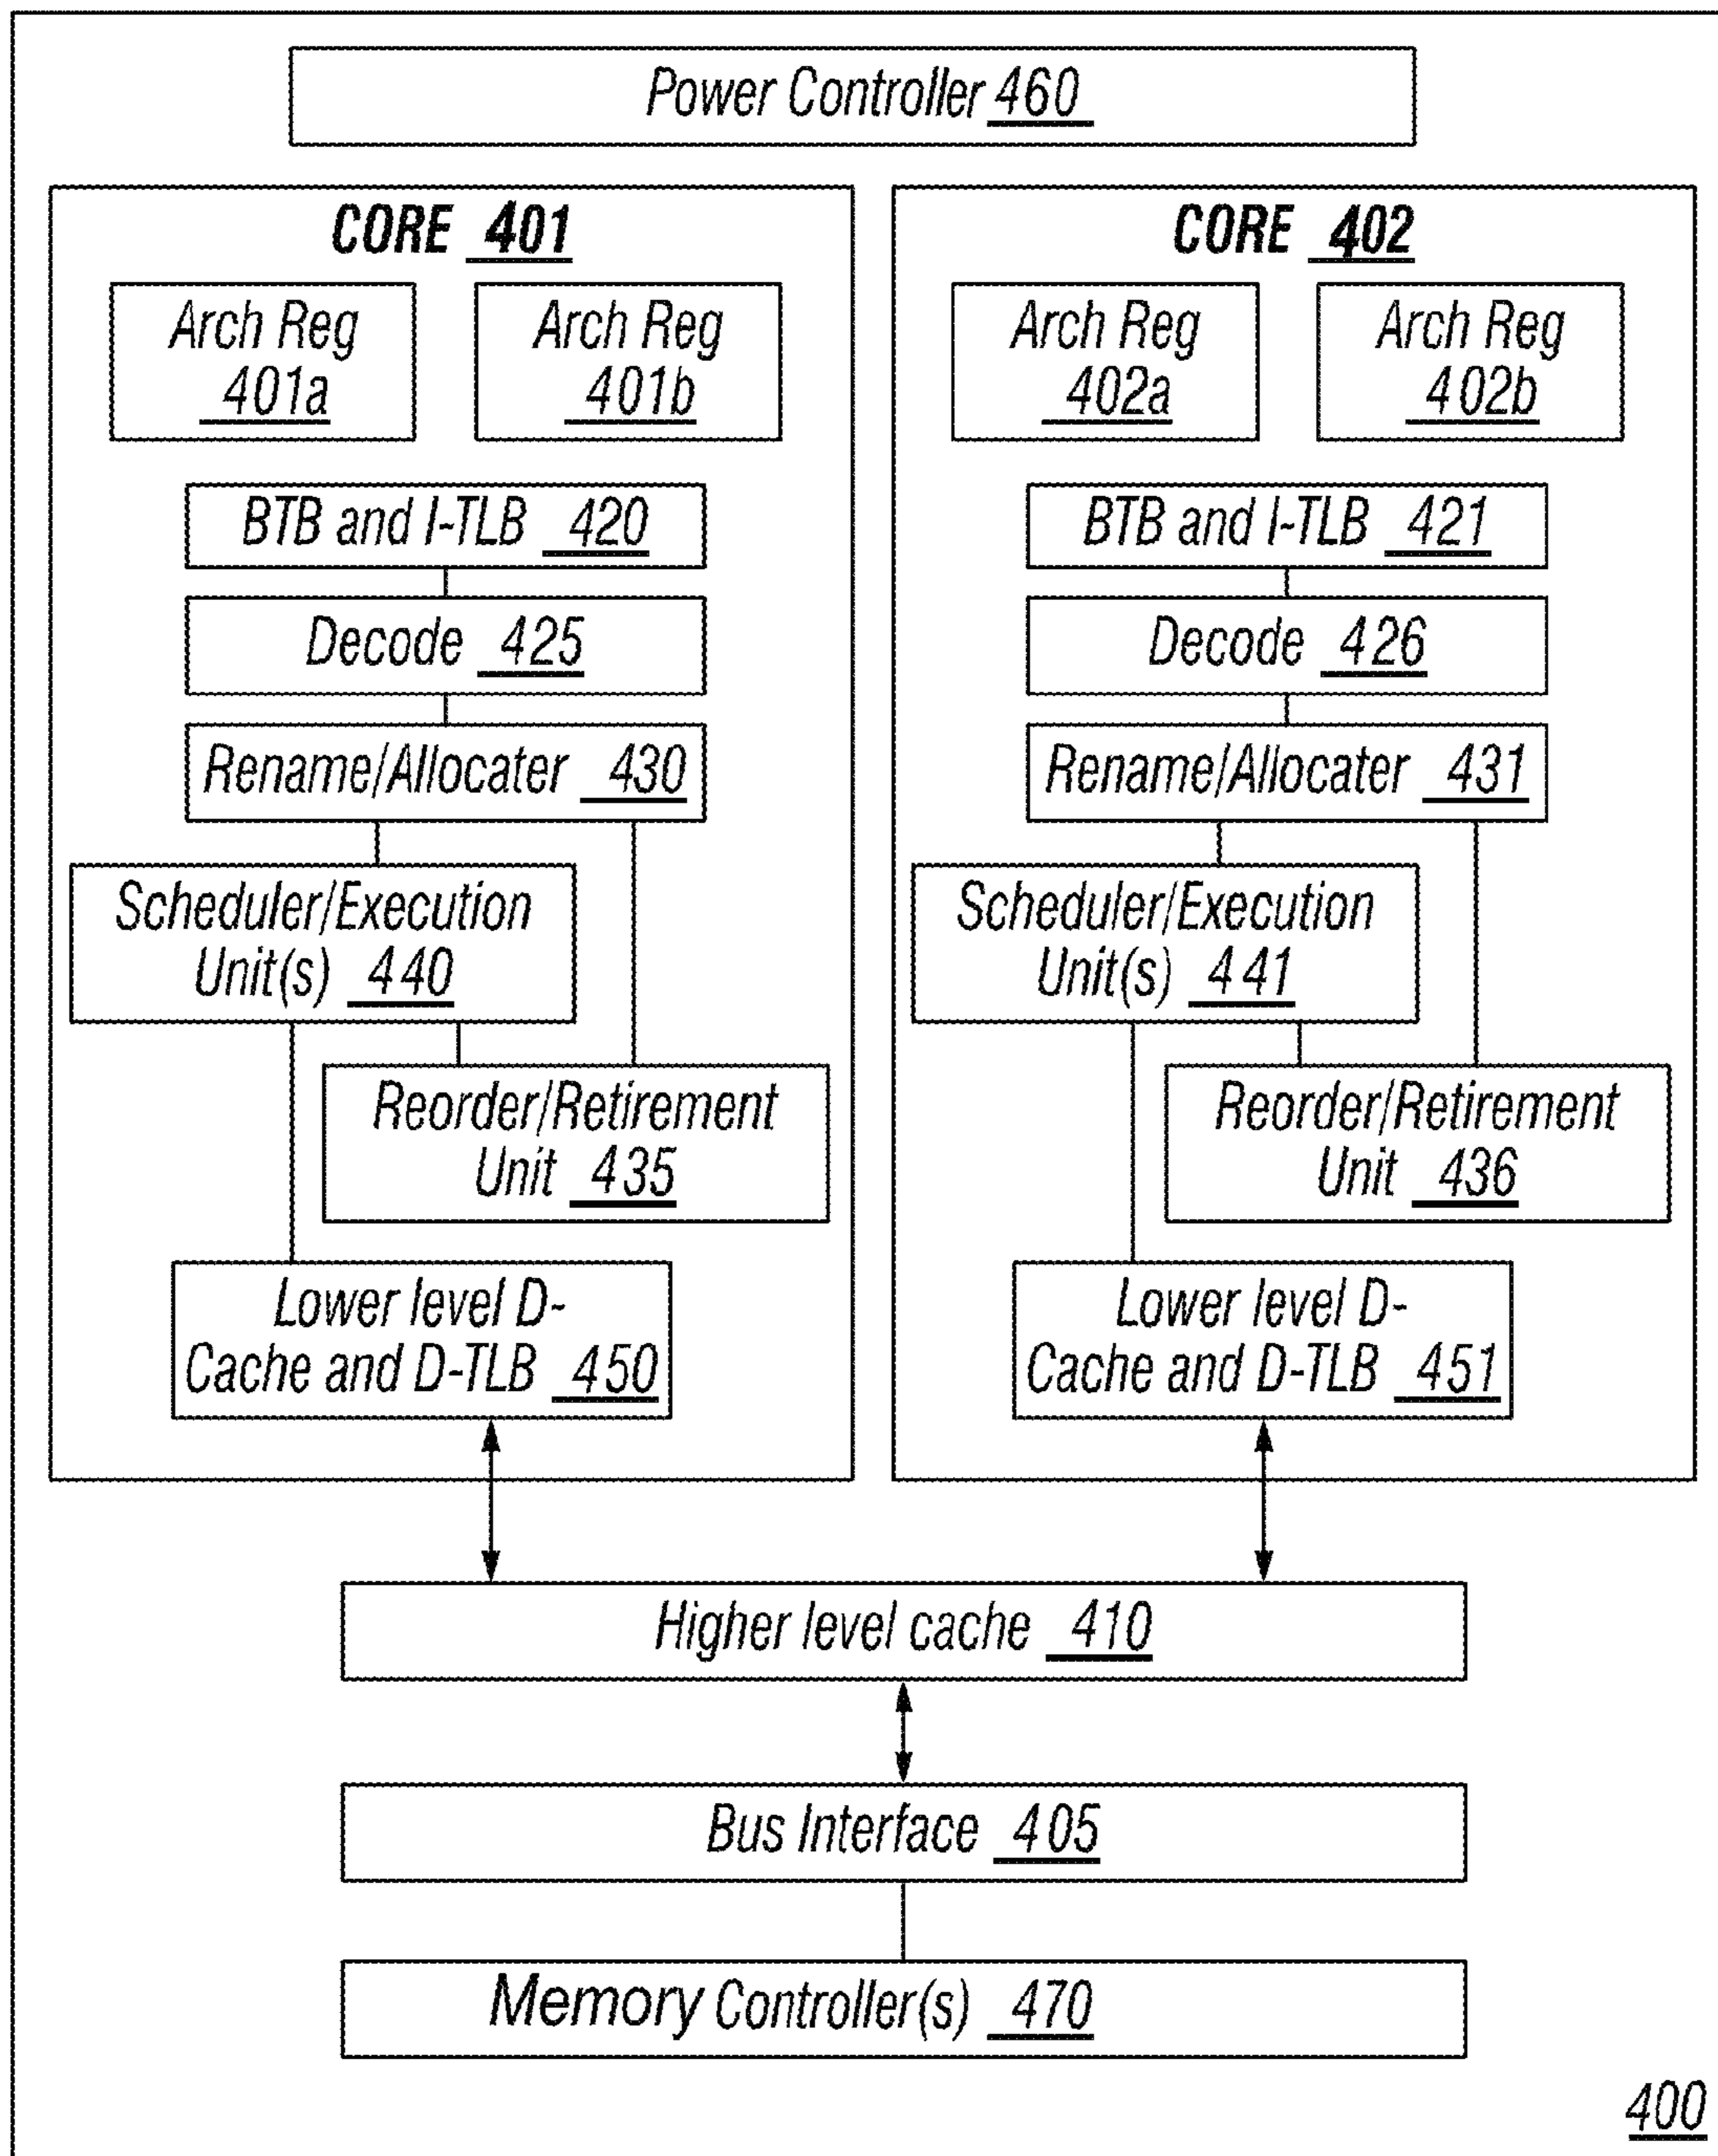 Power Controller 460
CORE 401
Arch Reg
401a
Arch Reg
401b
BTB and I-TLB 420
Decode 425
Rename/Allocater 430
Scheduler/Execution
Unit(s) 440
Reorder/Retirement
Unit 435
Lower level D-
Cache and D-TLB 450
CORE 402
Arch Reg
402a
Arch Reg
402b
BTB and I-TLB 421
Decode 426
Rename/Allocater 431
Scheduler/Execution
Unit(s) 441
Reorder/Retirement
Unit 436
Lower level D-
Cache and D-TLB 451
Higher level cache 410
Bus Interface 405
Memory Controller(s) 470
400